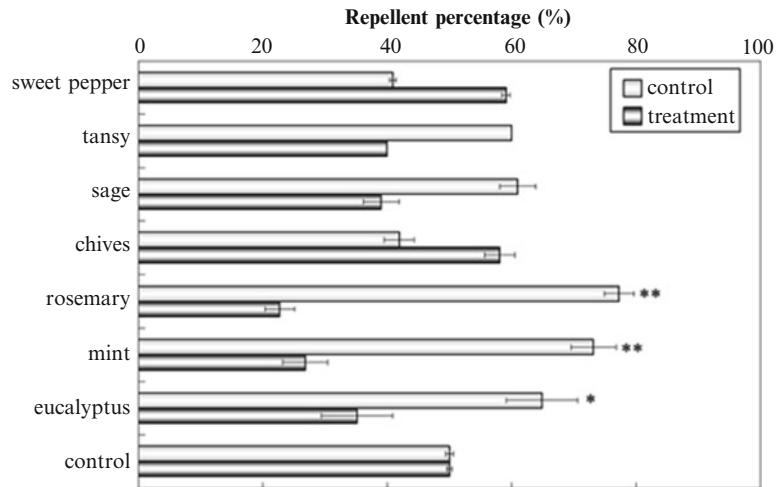 Repellent percentage (%)
0 20 40 60 80 100
control
treatment
sweet pepper
tansy
sage
chives
rosemary **
mint **
eucalyptus *
control